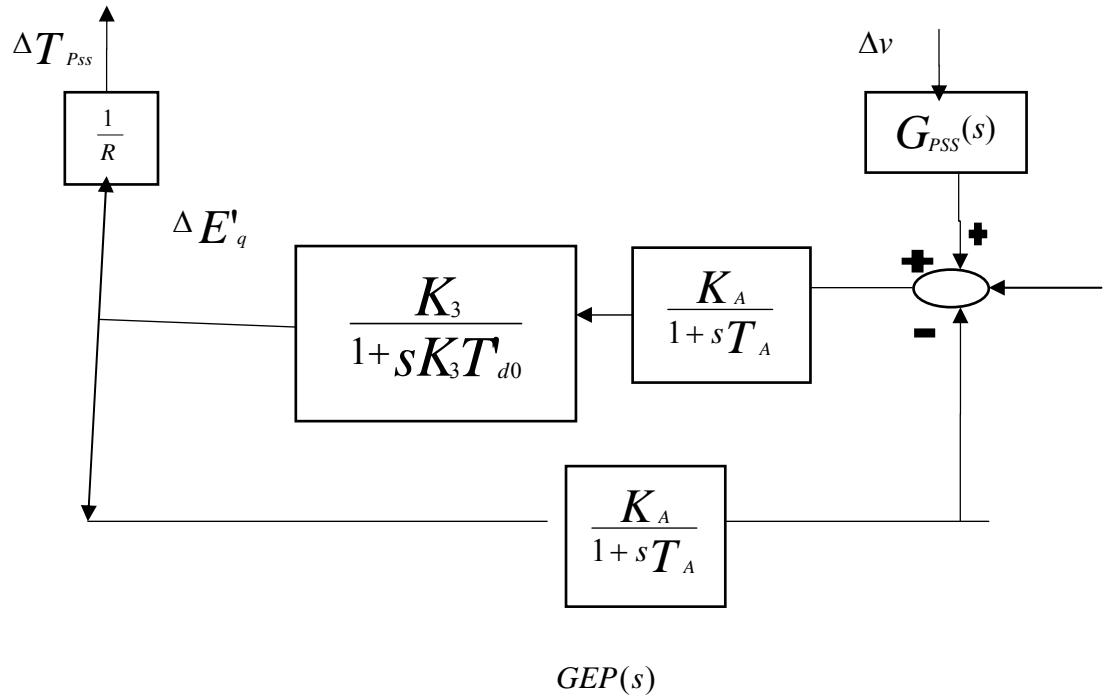 ΔT_Pss
Δv
1/R
G_PSS(s)
ΔE'_q
+
+
K_3/(1+sK_3T'_d0)
K_A/(1+sT_A)
-
K_A/(1+sT_A)
GEP(s)